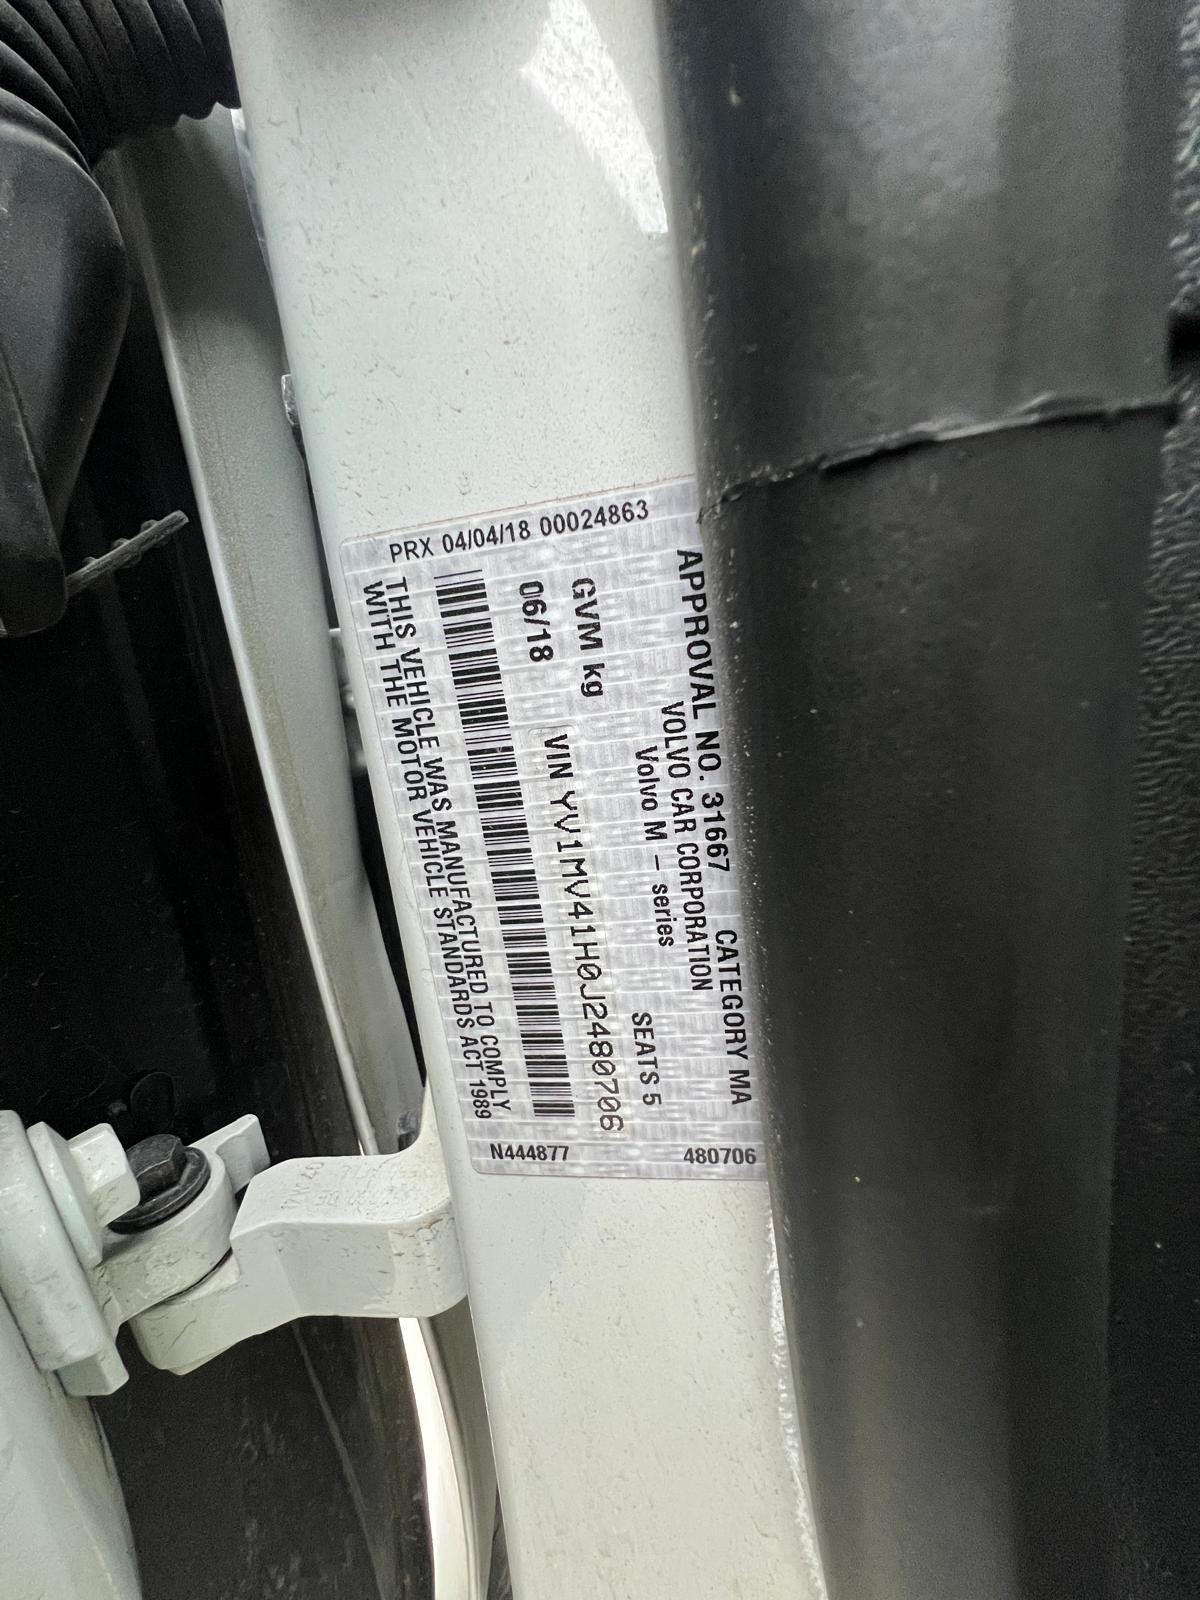 PRX 04/04/18 00024863
APPROVAL NO. 31667 CATEGORY MA
VOLVO CAR CORPORATION
Volvo M – series
GVM kg SEATS 5
06/18 VIN YV1MV41H0J2480706
THIS VEHICLE WAS MANUFACTURED TO COMPLY
WITH THE MOTOR VEHICLE STANDARDS ACT 1989
480706
N444877